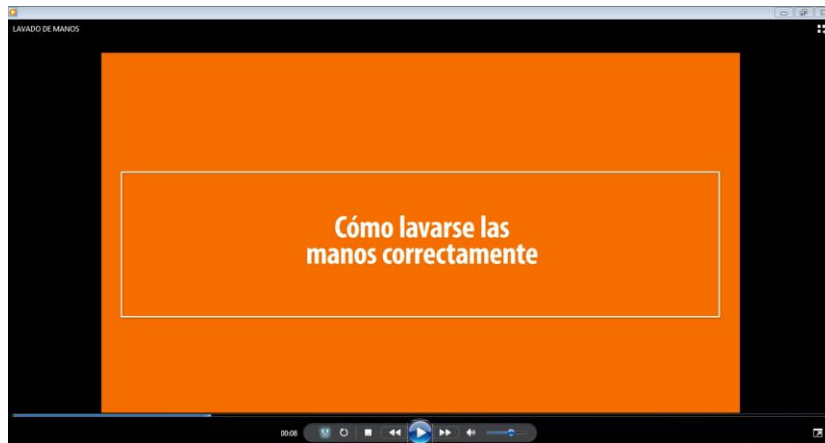 LAVADO DE MANOS
Cómo lavarse las
manos correctamente
00:08